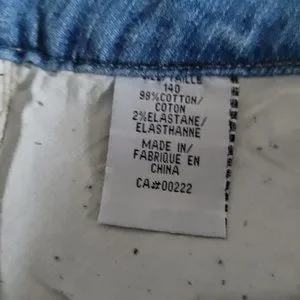 TAILLE
140
98%COTTON/
COTON
2%ELASTANE/
ELASTHANNE
MADE IN/
FABRIQUE EN
CHINA
CA#00222